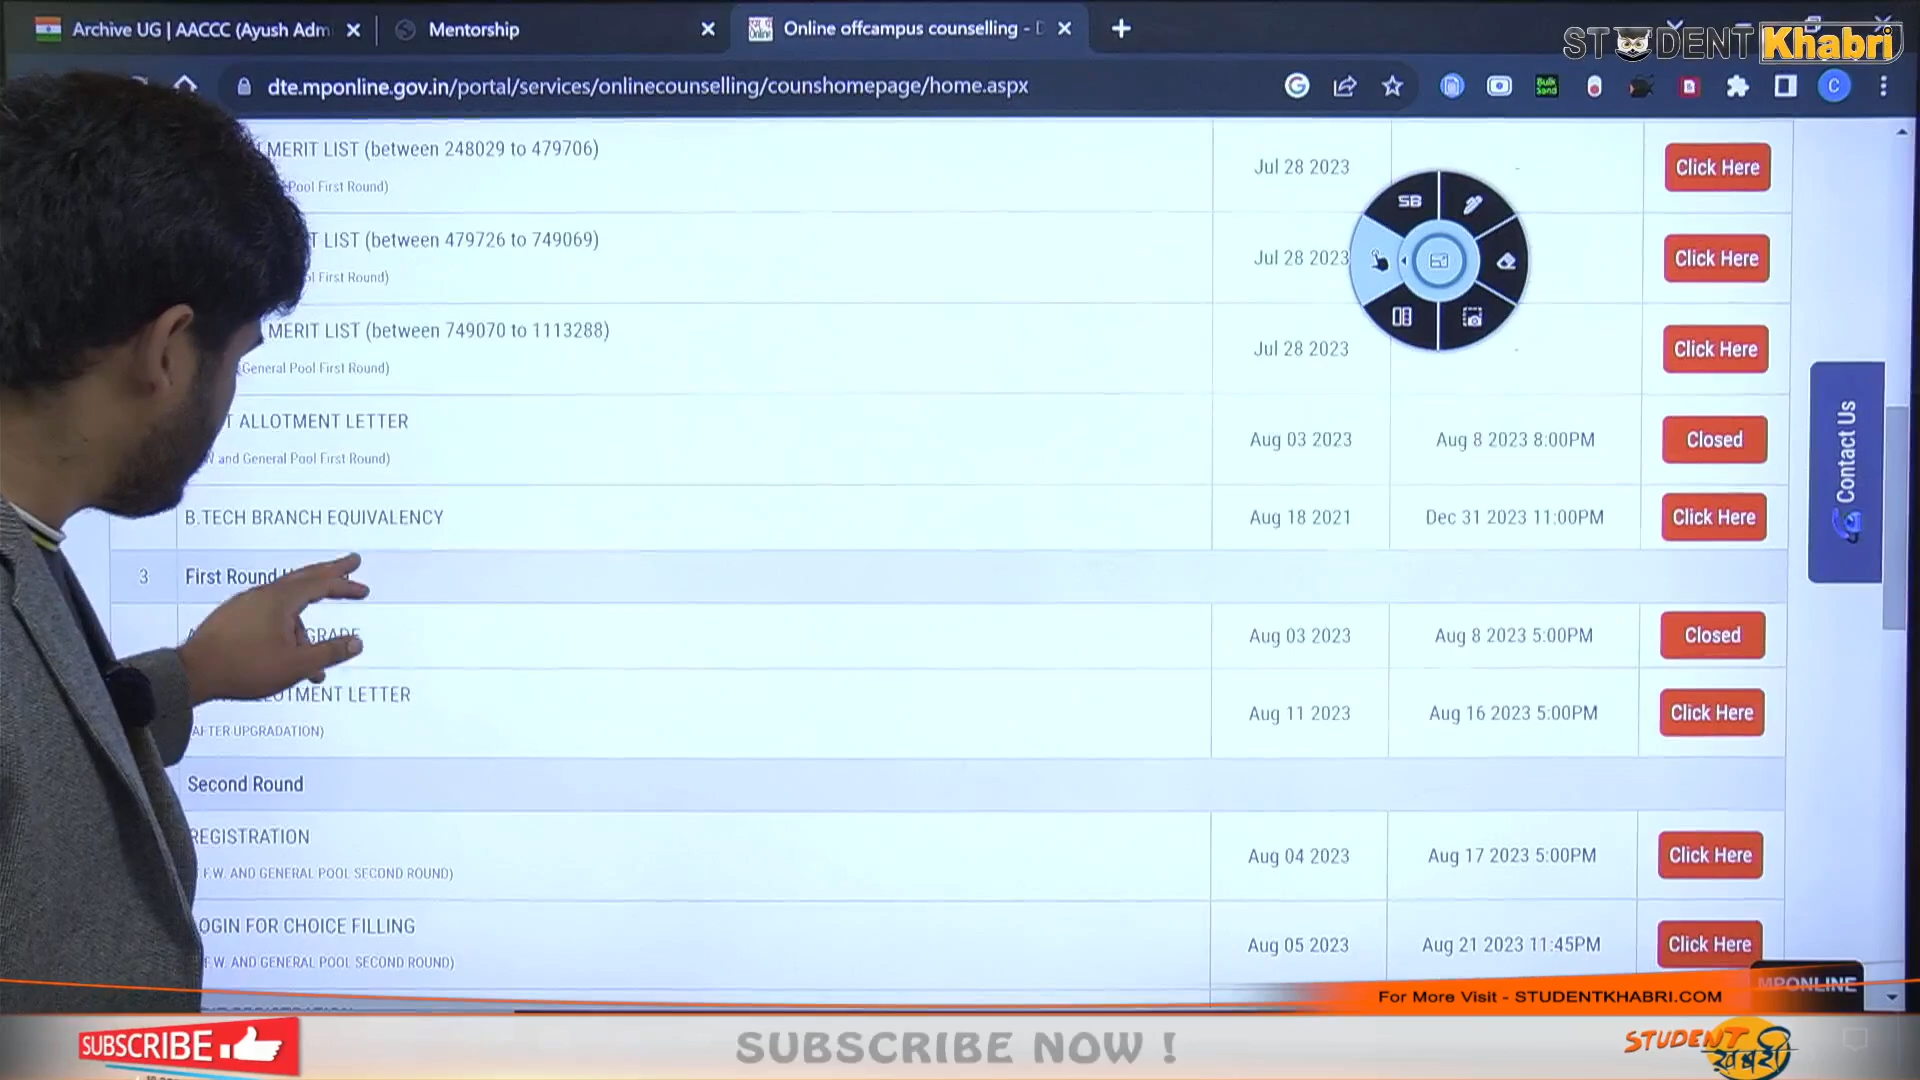 Archive UG | AACCC (Ayush Adm
Mentorship
Online offcampus counselling - D
STUDENT Khabri
dte.mponline.gov.in/portal/services/onlinecounselling/counshomepage/home.aspx
Bulk Send
C
MERIT LIST (between 248029 to 479706)
Pool First Round)
Jul 28 2023
-
Click Here
T LIST (between 479726 to 749069)
l First Round)
Jul 28 2023
Click Here
MERIT LIST (between 749070 to 1113288)
General Pool First Round)
Jul 28 2023
-
Click Here
SB
T ALLOTMENT LETTER
and General Pool First Round)
Aug 03 2023
Aug 8 2023 8:00PM
Closed
B.TECH BRANCH EQUIVALENCY
Aug 18 2021
Dec 31 2023 11:00PM
Click Here
3
First Round
GRADE
Aug 03 2023
Aug 8 2023 5:00PM
Closed
OTMENT LETTER
(AFTER UPGRADATION)
Aug 11 2023
Aug 16 2023 5:00PM
Click Here
Second Round
REGISTRATION
F.W. AND GENERAL POOL SECOND ROUND)
Aug 04 2023
Aug 17 2023 5:00PM
Click Here
OGIN FOR CHOICE FILLING
F.W. AND GENERAL POOL SECOND ROUND)
Aug 05 2023
Aug 21 2023 11:45PM
Click Here
Contact Us
MPONLINE
For More Visit - STUDENTKHABRI.COM
SUBSCRIBE
SUBSCRIBE NOW !
STUDENT
खबरी